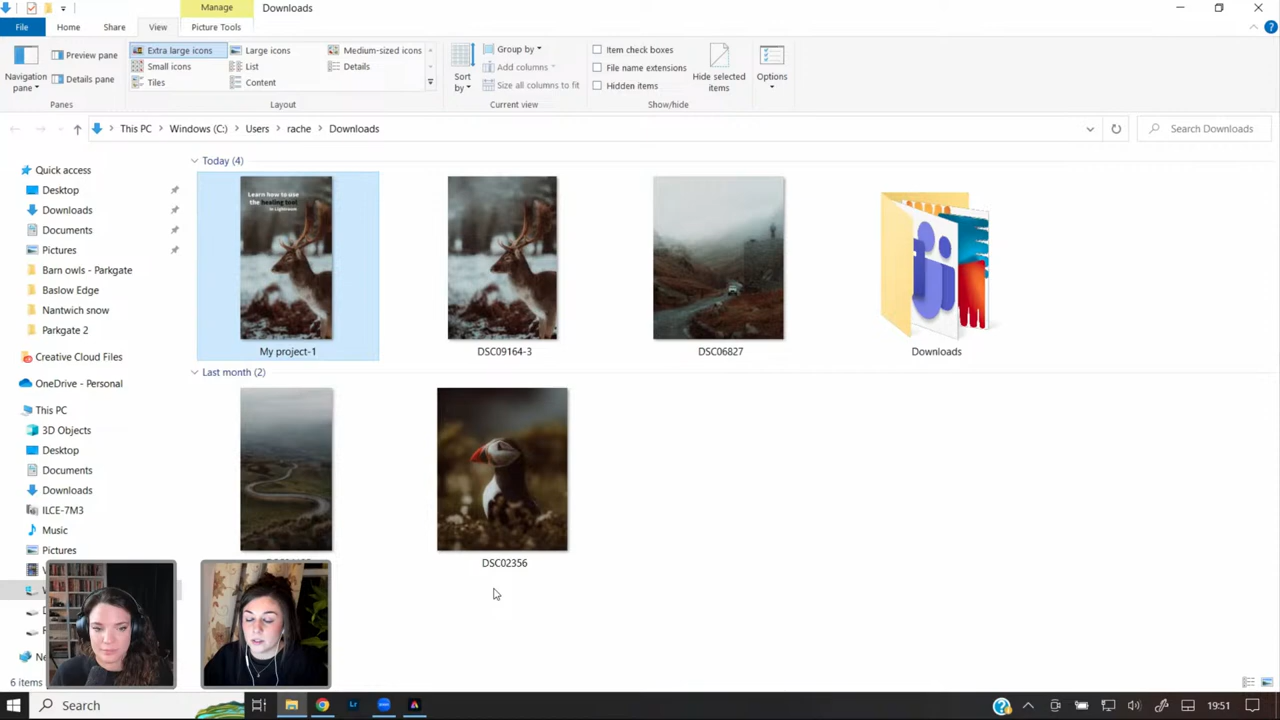 Manage
Downloads
File
Home
Share
View
Picture Tools
Navigation pane
Preview pane
Details pane
Panes
Extra large icons
Large icons
Medium-sized icons
Small icons
List
Details
Tiles
Content
Layout
Sort by
Group by
Add columns
Size all columns to fit
Current view
Item check boxes
File name extensions
Hidden items
Hide selected items
Show/hide
Options
This PC > Windows (C:) > Users > rache > Downloads
Search Downloads
Quick access
Desktop
Downloads
Documents
Pictures
Barn owls - Parkgate
Baslow Edge
Nantwich snow
Parkgate 2
Creative Cloud Files
OneDrive - Personal
This PC
3D Objects
Desktop
Documents
Downloads
ILCE-7M3
Music
Pictures
6 items
Today (4)
Learn how to use
the healing tool
in Lightroom
My project-1
DSC09164-3
DSC06827
Downloads
Last month (2)
DSC02356
Search
Lr
19:51